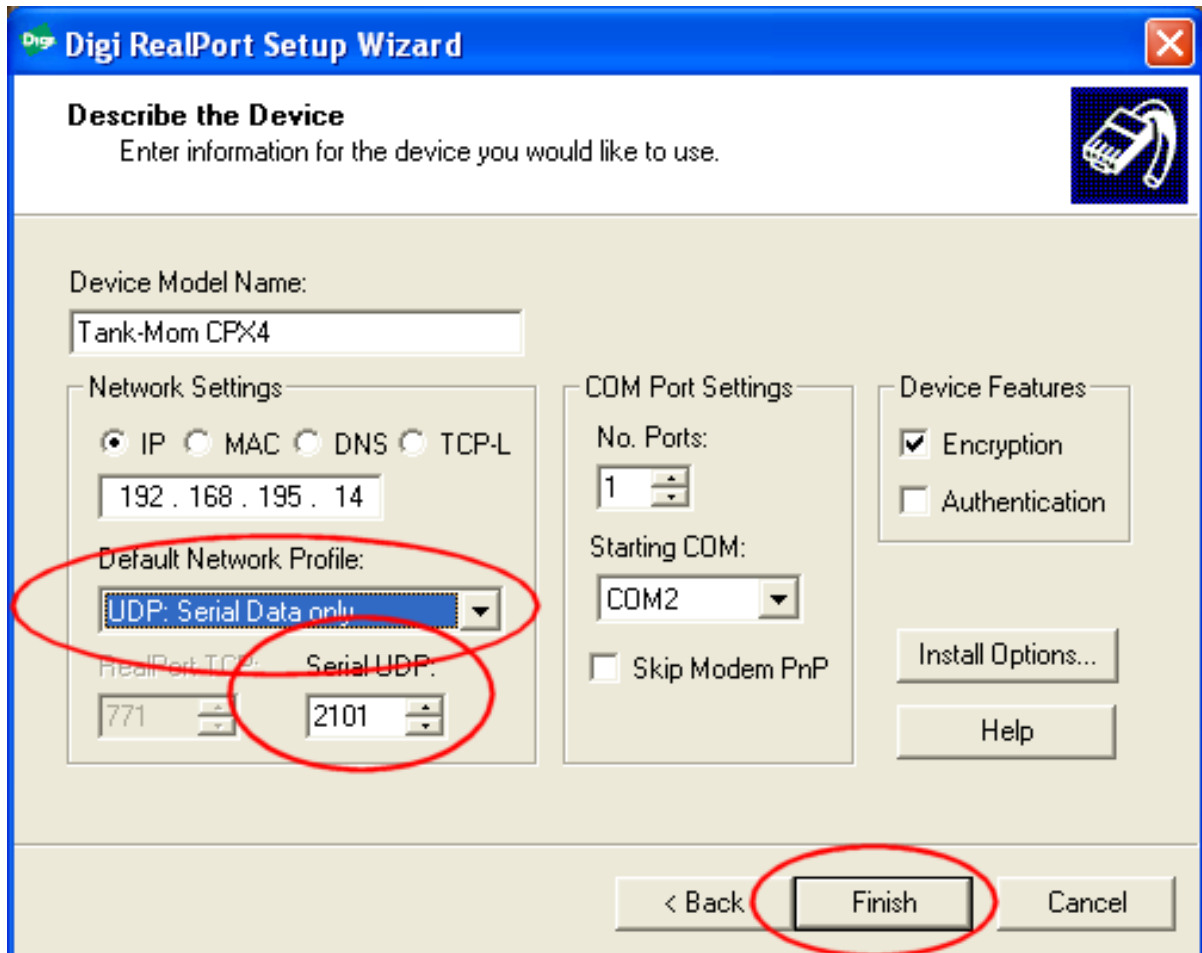 Digi Digi RealPort Setup Wizard
Describe the Device
Enter information for the device you would like to use.
Device Model Name:
Tank-Mom CPX4
Network Settings
IP MAC DNS TCP-L
192 . 168 . 195 . 14
Default Network Profile:
UDP: Serial Data only
RealPort TCP: Serial UDP:
771 2101
COM Port Settings
No. Ports:
1
Starting COM:
COM2
Skip Modem PnP
Device Features
Encryption
Authentication
Install Options...
Help
< Back Finish Cancel